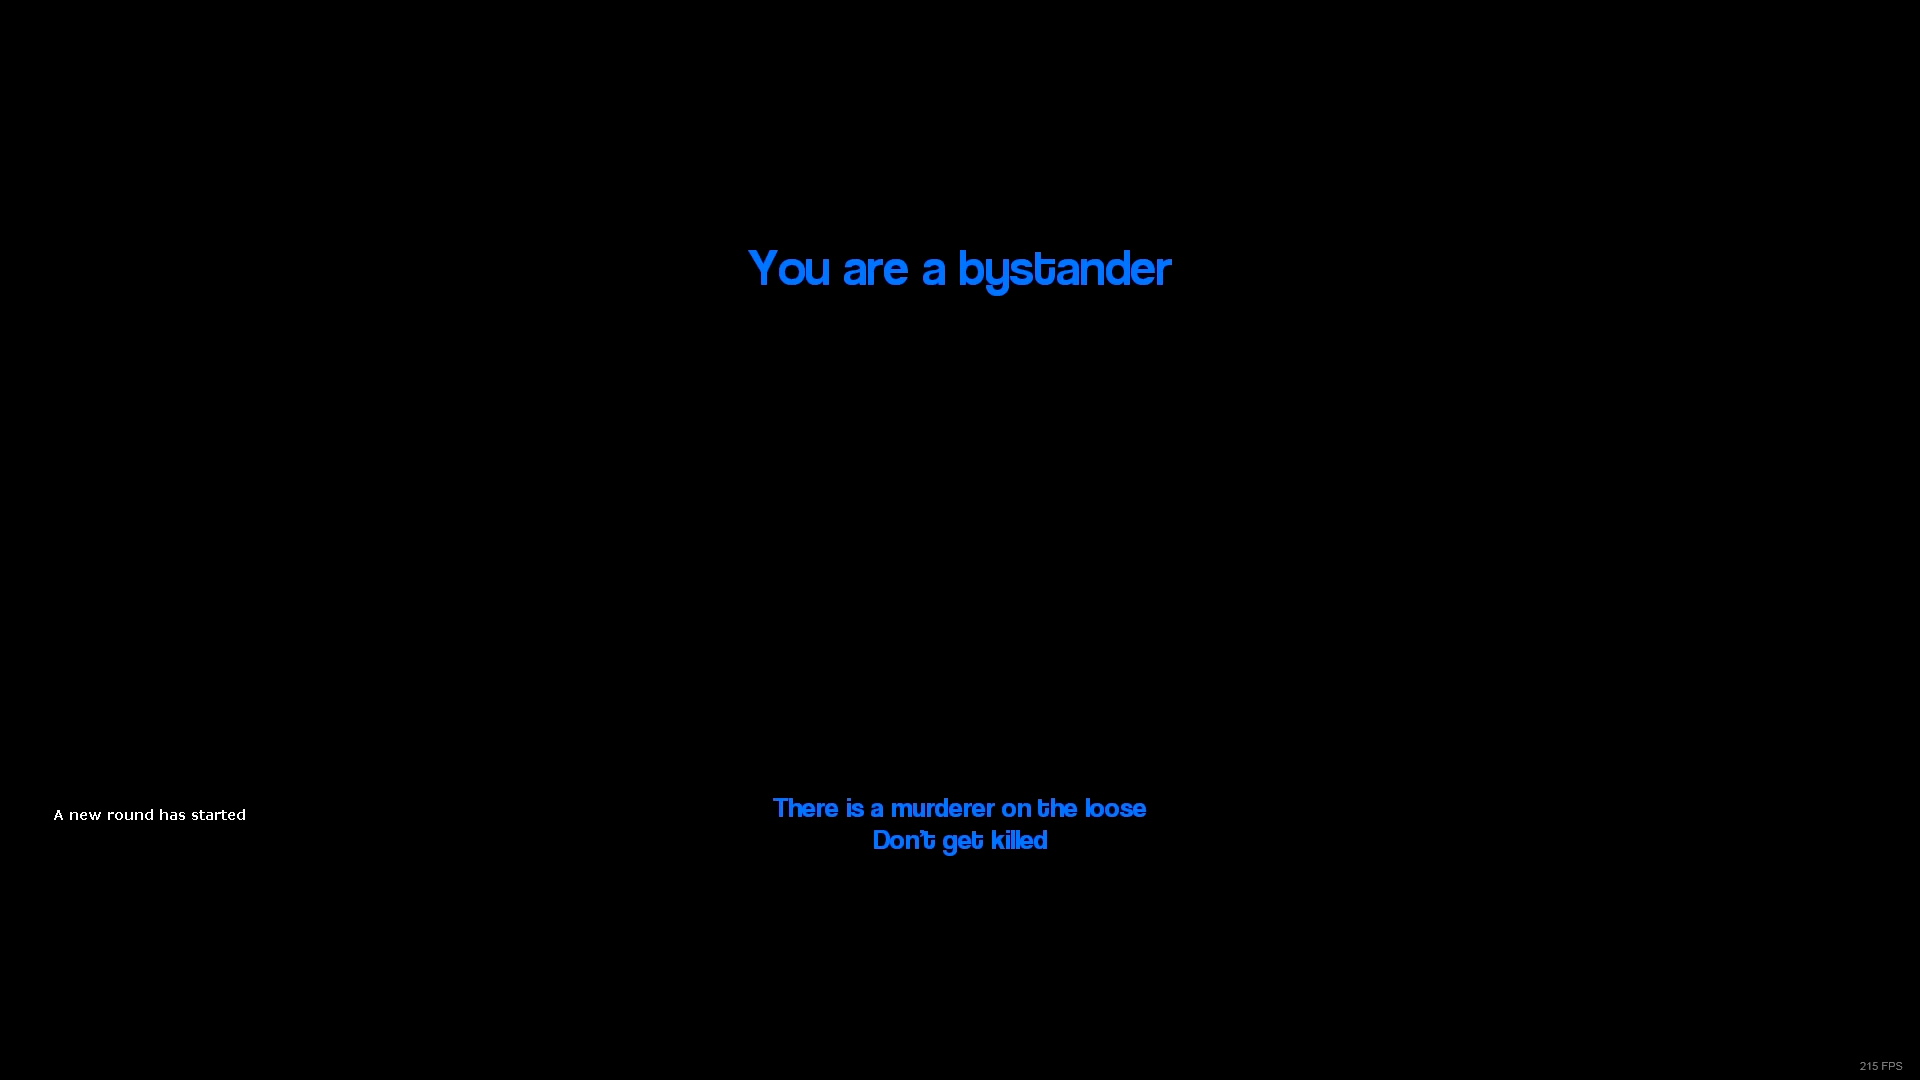 You are a bystander
There is a murderer on the loose
Don't get killed
A new round has started
215 FPS